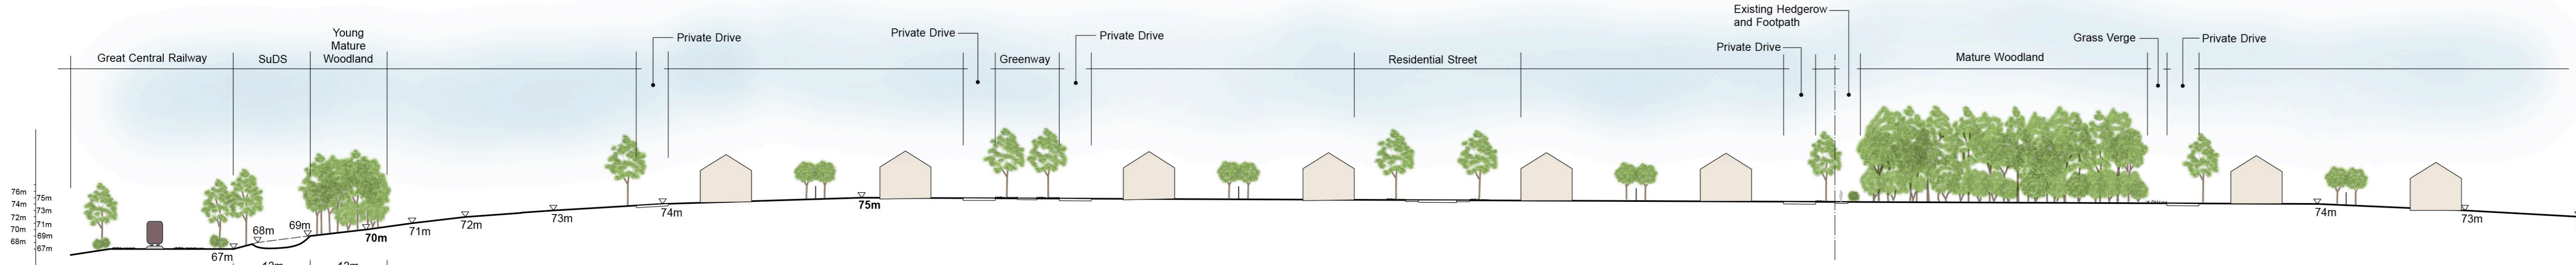 Great Central Railway
SuDS
Young
Mature
Woodland
Private Drive
Private Drive
Greenway
Private Drive
Residential Street
Existing Hedgerow
and Footpath
Private Drive
Mature Woodland
Grass Verge
Private Drive
76m
75m
74m
73m
72m
71m
70m
69m
68m
67m
67m
68m
69m
70m
71m
72m
73m
74m
75m
74m
73m